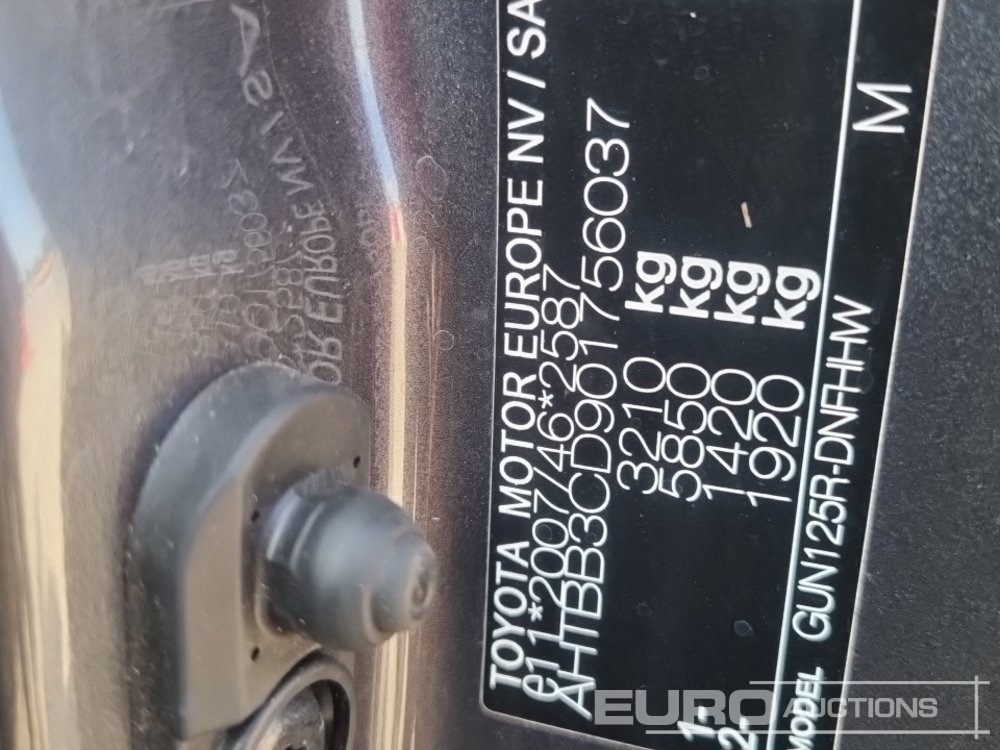 TOYOTA MOTOR EUROPE NV / SA
e11*2007/46*2587
AHTBB3CD901756037
3210 kg
5850 kg
1- 1420 kg
2- 1920 kg
MODEL GUN125R-DNFHHW M
EURO AUCTIONS